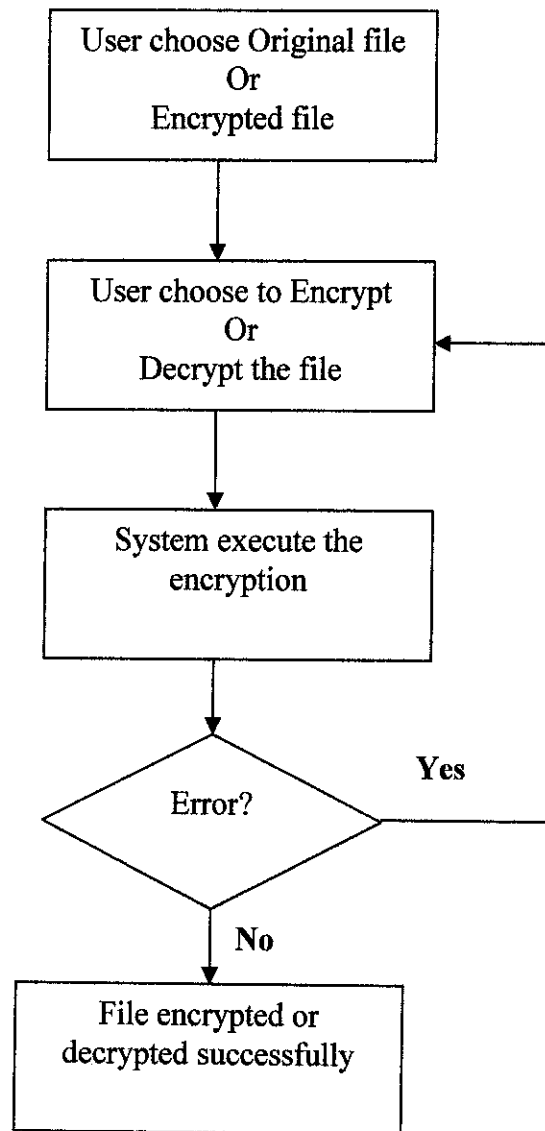 User choose Original file
Or
Encrypted file
User choose to Encrypt
Or
Decrypt the file
System execute the
encryption
Error?
Yes
No
File encrypted or
decrypted successfully